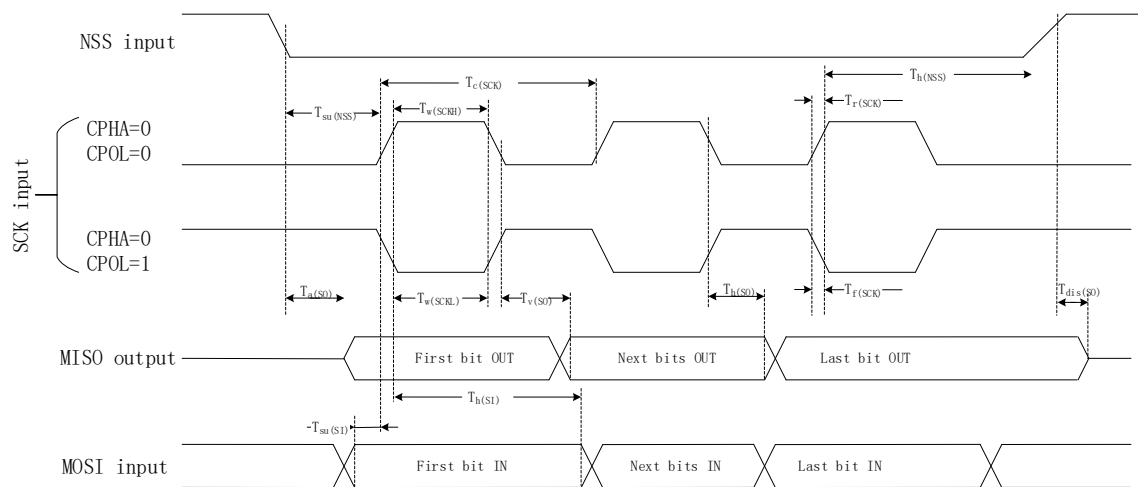 NSS input
Tc(SCK)
Th(NSS)
Tsu(NSS)
Tw(SCKH)
Tr(SCK)
CPHA=0
CPOL=0
SCK input
CPHA=0
CPOL=1
Ta(SO)
Tw(SCKL)
Tv(SO)
Th(SO)
Tf(SCK)
Tdis(SO)
MISO output
First bit OUT
Next bits OUT
Last bit OUT
Th(SI)
-Tsu(SI)
MOSI input
First bit IN
Next bits IN
Last bit IN